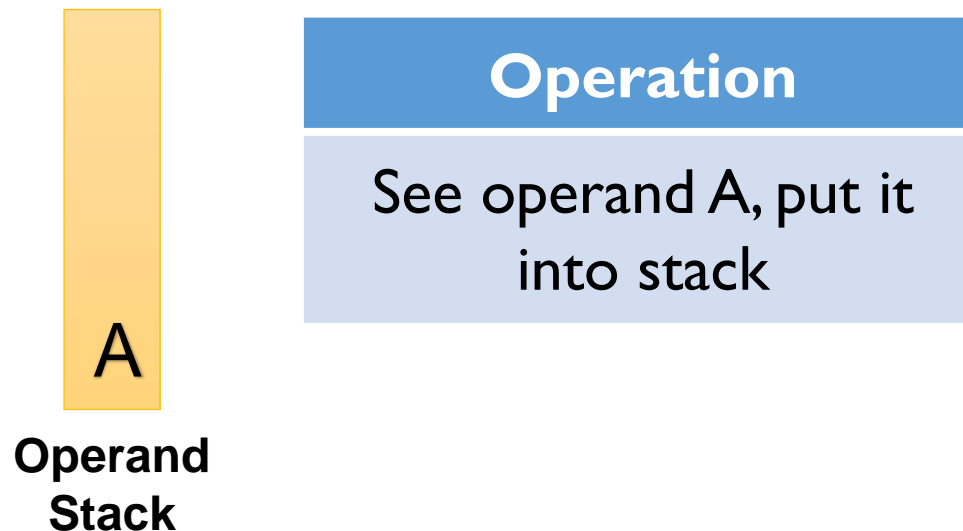 A
Operand
Stack
Operation
See operand A, put it
into stack